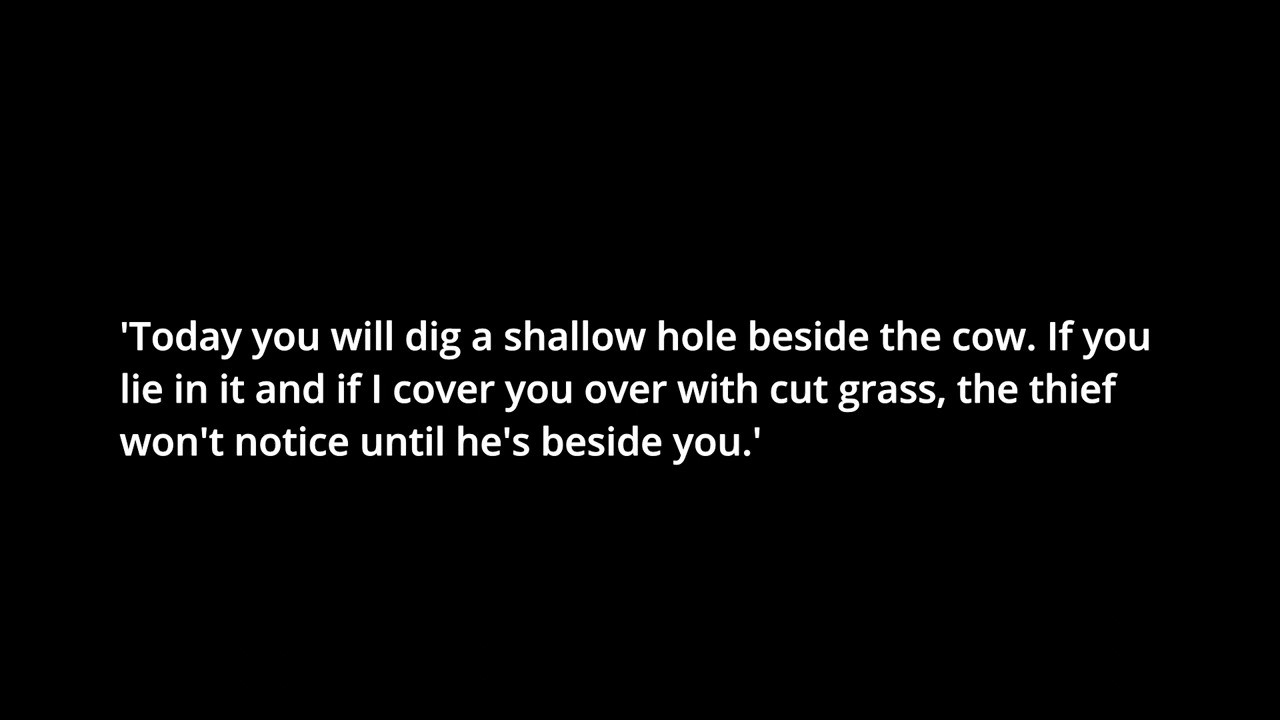 'Today you will dig a shallow hole beside the cow. If you
lie in it and if I cover you over with cut grass, the thief
won't notice until he's beside you.'